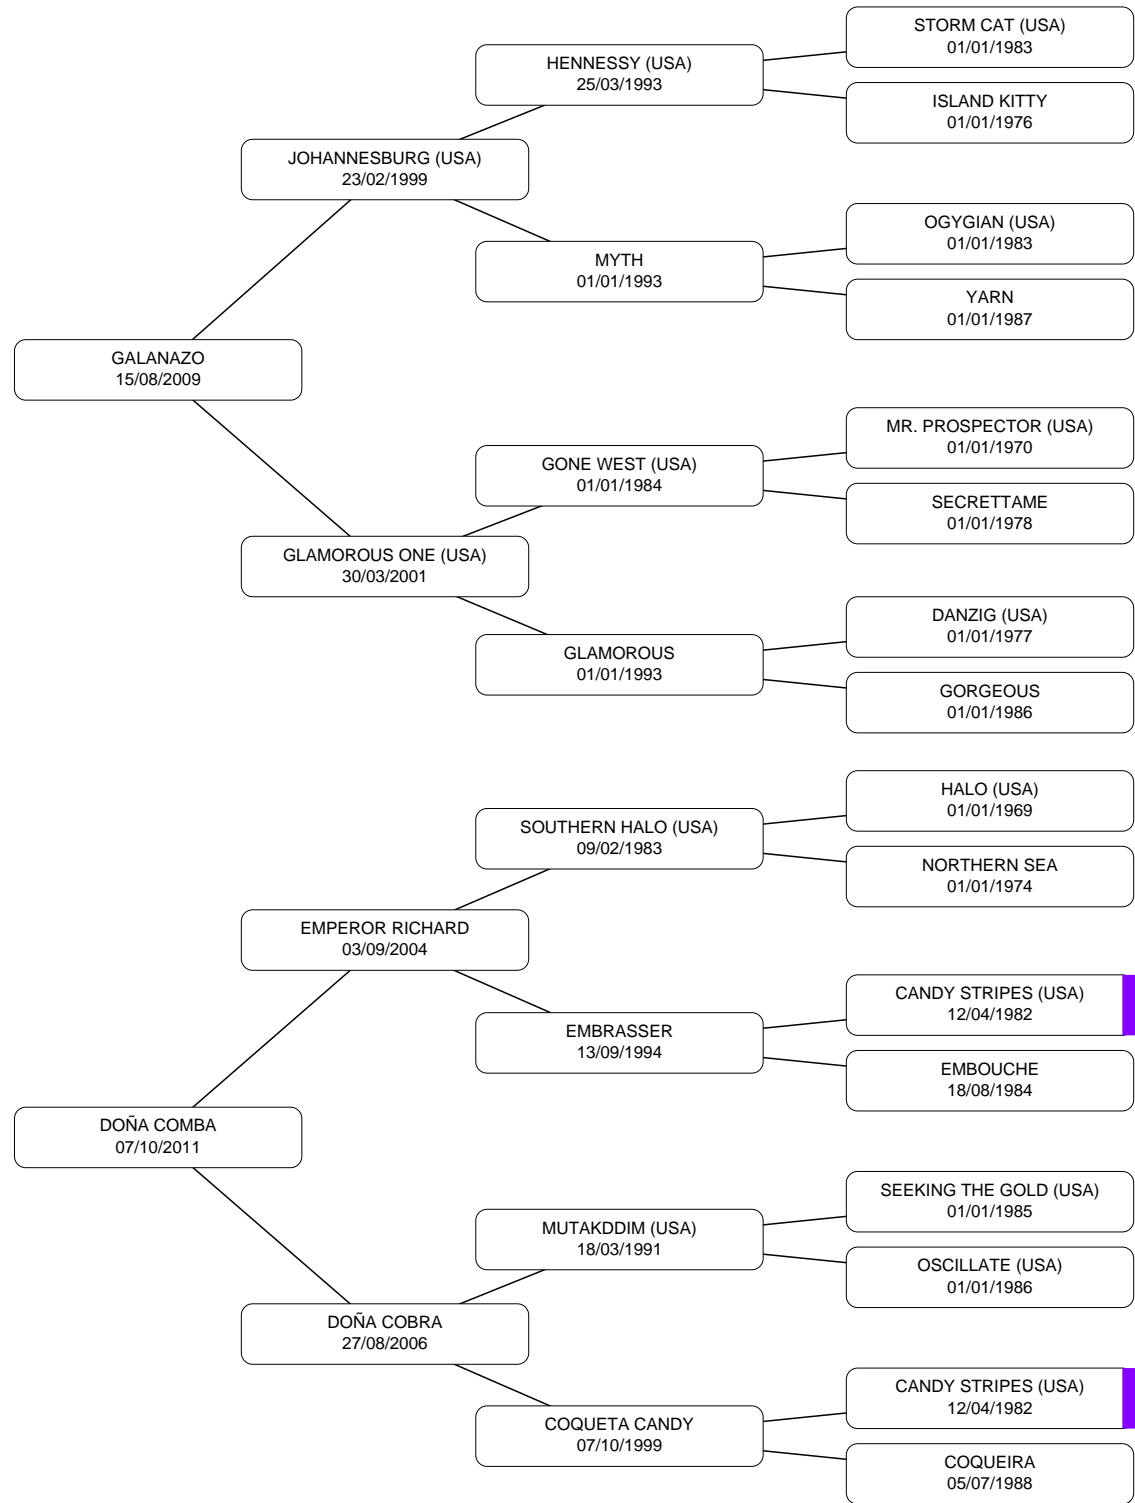 STORM CAT (USA)
01/01/1983
HENNESSY (USA)
25/03/1993
ISLAND KITTY
01/01/1976
JOHANNESBURG (USA)
23/02/1999
OGYGIAN (USA)
01/01/1983
MYTH
01/01/1993
YARN
01/01/1987
GALANAZO
15/08/2009
MR. PROSPECTOR (USA)
01/01/1970
GONE WEST (USA)
01/01/1984
SECRETTAME
01/01/1978
GLAMOROUS ONE (USA)
30/03/2001
DANZIG (USA)
01/01/1977
GLAMOROUS
01/01/1993
GORGEOUS
01/01/1986
HALO (USA)
01/01/1969
SOUTHERN HALO (USA)
09/02/1983
NORTHERN SEA
01/01/1974
EMPEROR RICHARD
03/09/2004
CANDY STRIPES (USA)
12/04/1982
EMBRASSER
13/09/1994
EMBOUCHE
18/08/1984
DOÑA COMBA
07/10/2011
SEEKING THE GOLD (USA)
01/01/1985
MUTAKDDIM (USA)
18/03/1991
OSCILLATE (USA)
01/01/1986
DOÑA COBRA
27/08/2006
CANDY STRIPES (USA)
12/04/1982
COQUETA CANDY
07/10/1999
COQUEIRA
05/07/1988